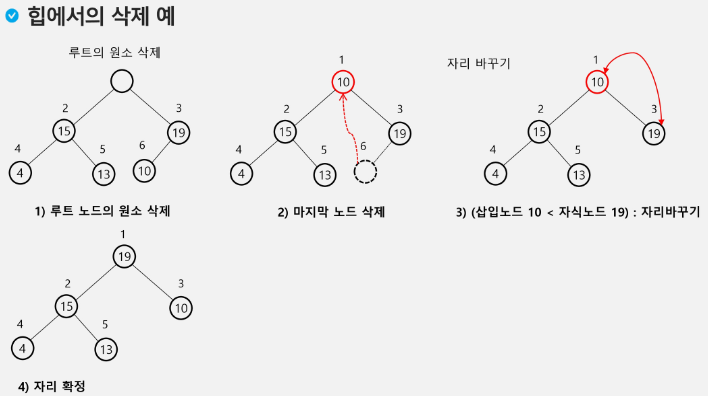 힙에서의 삭제 예
루트의 원소 삭제
2 3
15 19
4 5 6
4 13 10
1) 루트 노드의 원소 삭제
1
10
2 3
15 19
4 5 6
4 13
2) 마지막 노드 삭제
자리 바꾸기
1
10
2 3
15 19
4 5
4 13
3) (삽입노드 10 < 자식노드 19) : 자리바꾸기
1
19
2 3
15 10
4 5
4 13
4) 자리 확정